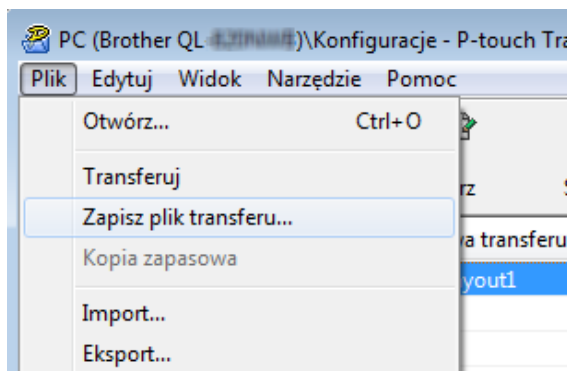 PC (Brother QL )\Konfiguracje - P-touch Tra
Plik Edytuj Widok Narzędzie Pomoc
Otwórz... Ctrl+O
Transferuj
rz
Zapisz plik transferu...
a transferu
Kopia zapasowa
yout1
Import...
Eksport...